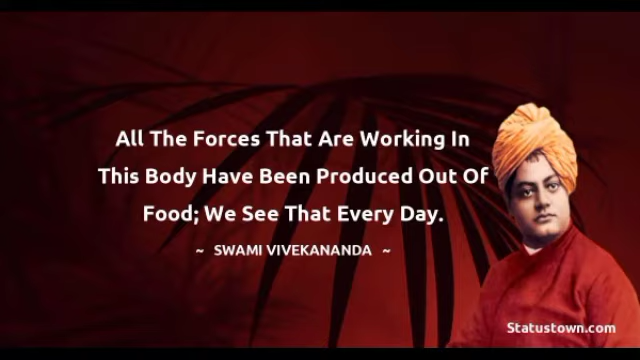 All The Forces That Are Working In
This Body Have Been Produced Out Of
Food; We See That Every Day.
~ SWAMI VIVEKANANDA ~
Statustown.com